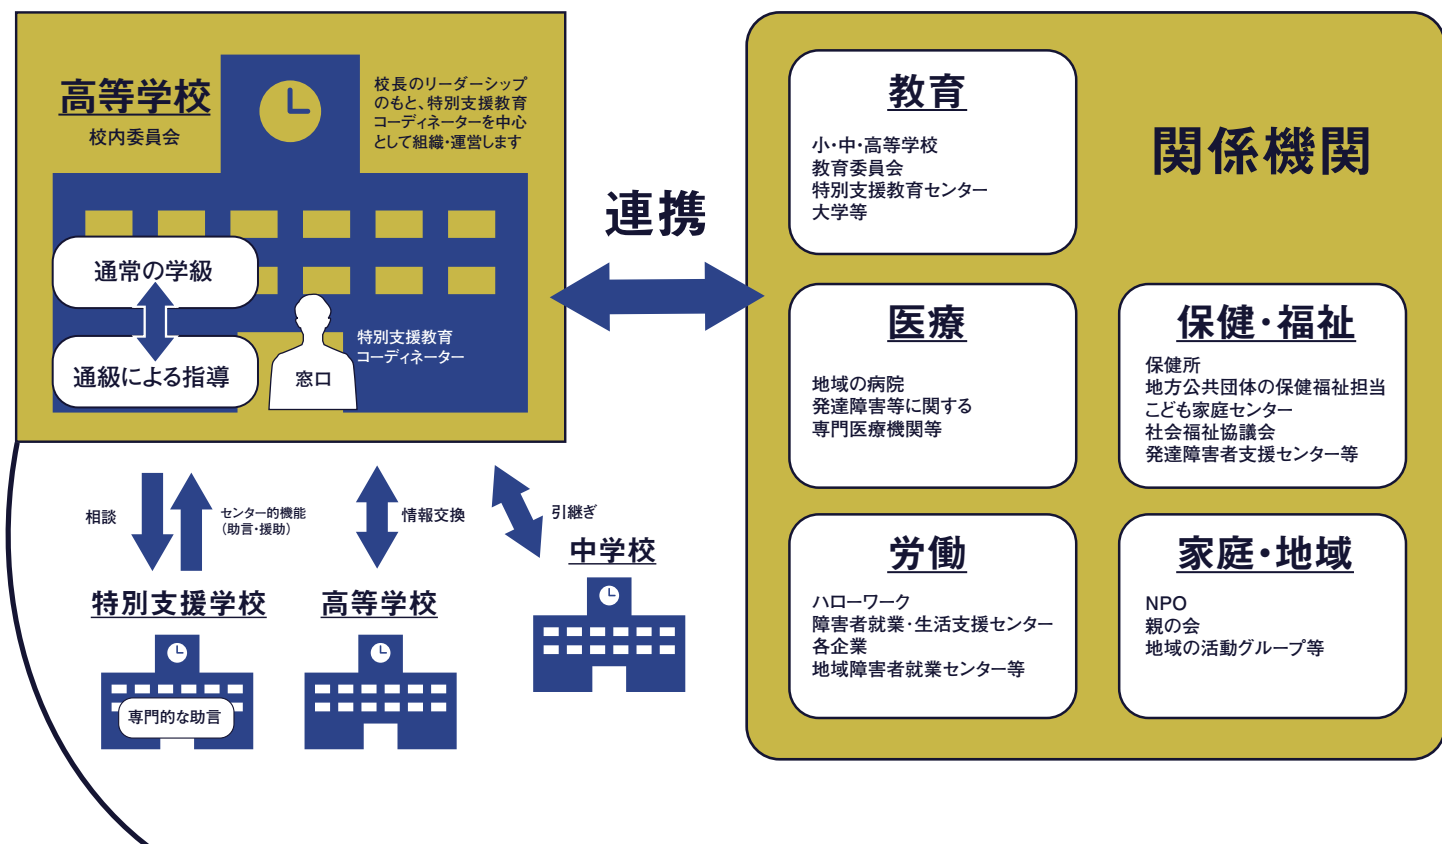 高等学校
校内委員会
校長のリーダーシップ
のもと、特別支援教育
コーディネーターを中心
として組織・運営します
通常の学級
通級による指導
窓口
特別支援教育
コーディネーター
連携
関係機関
教育
小・中・高等学校
教育委員会
特別支援教育センター
大学等
医療
地域の病院
発達障害等に関する
専門医療機関等
保健・福祉
保健所
地方公共団体の保健福祉担当
こども家庭センター
社会福祉協議会
発達障害者支援センター等
労働
ハローワーク
障害者就業・生活支援センター
各企業
地域障害者就業センター等
家庭・地域
NPO
親の会
地域の活動グループ等
相談
センター的機能
（助言・援助）
情報交換
引継ぎ
特別支援学校
専門的な助言
高等学校
中学校